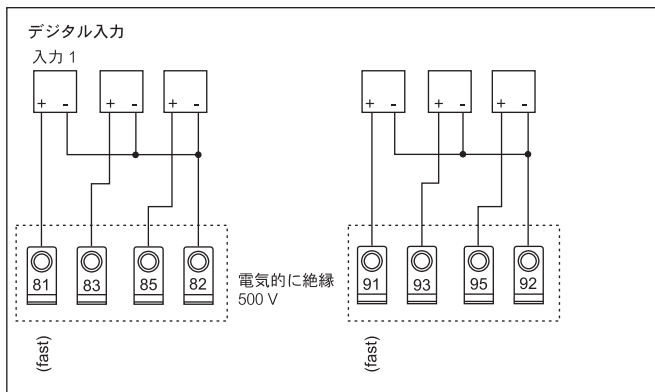 デジタル入力
入力 1
+ - + - + -
+ - + - + -
81 83 85 82
電気的に絶縁
500 V
91 93 95 92
(fast)
(fast)